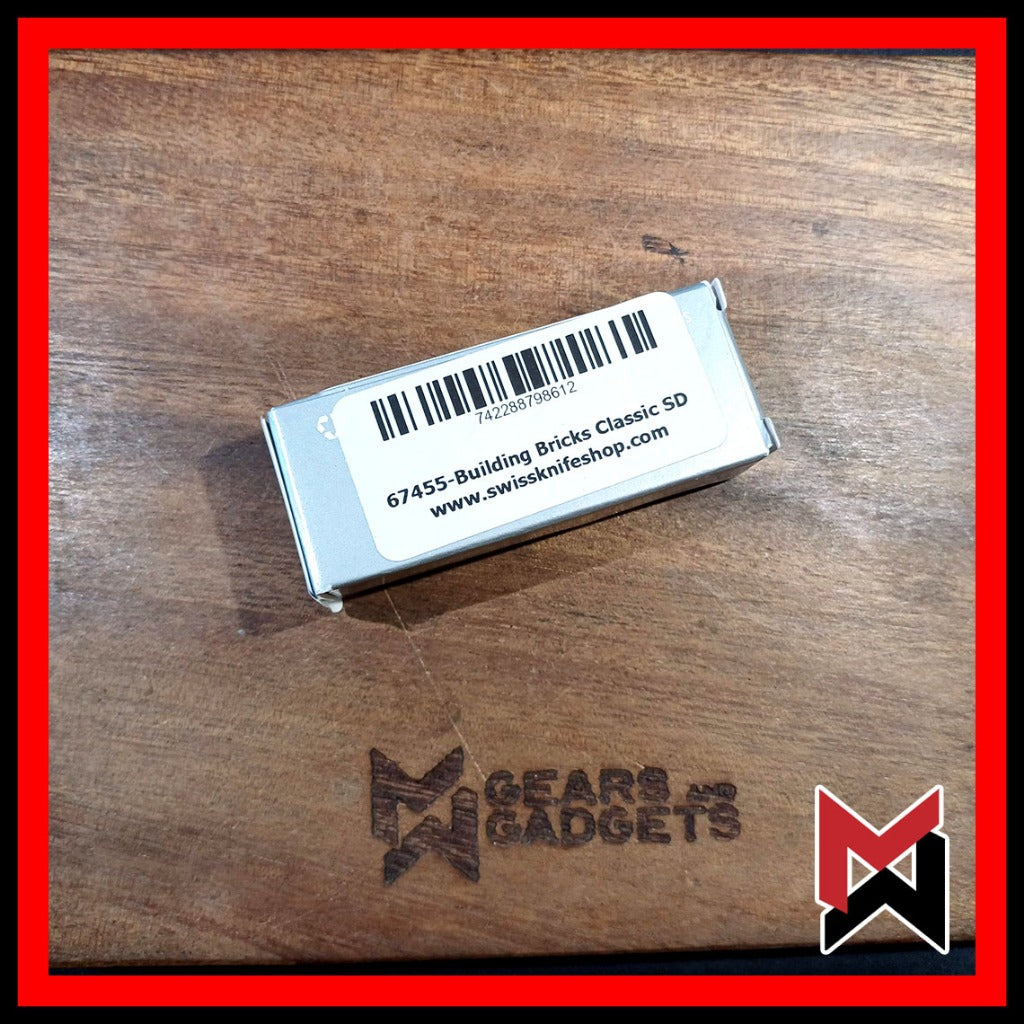 742288798612
67455-Building Bricks Classic SD
www.swissknifeshop.com
GEARS AND
GADGETS